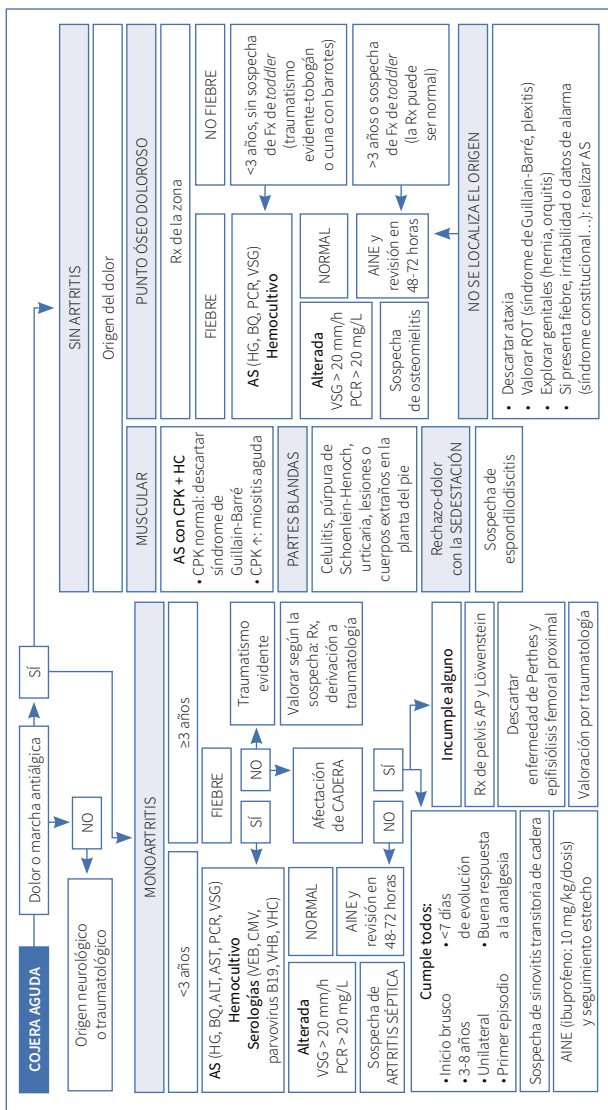 COJERA AGUDA
Dolor o marcha antiálgica
SÍ
NO
Origen neurológico
o traumatológico
MONOARTRITIS
<3 años
≥3 años
AS (HG, BQ, ALT, AST, PCR, VSG)
Hemocultivo
Serologías (VEB, CMV,
parvovirus B19, VHB, VHC)
FIEBRE
SÍ
NO
Traumatismo
evidente
Valorar según la
sospecha: Rx,
derivación a
traumatología
Afectación
de CADERA
Alterada
VSG > 20 mm/h
PCR > 20 mg/L
NORMAL
Sospecha de
ARTRITIS SÉPTICA
AINE y
revisión en
48-72 horas
NO
SÍ
Cumple todos:
• Inicio brusco
• 3-8 años
• Unilateral
• Primer episodio
• <7 días
de evolución
• Buena respuesta
a la analgesia
Sospecha de sinovitis transitoria de cadera
AINE (ibuprofeno: 10 mg/kg/dosis)
y seguimiento estrecho
Incumple alguno
Rx de pelvis AP y Löwenstein
Descartar
enfermedad de Perthes y
epifisiólisis femoral proximal
Valoración por traumatología
SIN ARTRITIS
Origen del dolor
MUSCULAR
AS con CPK + HC
• CPK normal: descartar
síndrome de
Guillain-Barré
• CPK ↑: miositis aguda
PARTES BLANDAS
Celulitis, púrpura de
Schoenlein-Henoch,
urticaria, lesiones o
cuerpos extraños en la
planta del pie
Rechazo-dolor
con la SEDESTACIÓN
Sospecha de
espondilodiscitis
PUNTO ÓSEO DOLOROSO
Rx de la zona
FIEBRE
NO FIEBRE
AS (HG, BQ, PCR, VSG)
Hemocultivo
<3 años, sin sospecha
de Fx de toddler
(traumatismo
evidente-tobogán
o cuna con barrotes)
Alterada
VSG > 20 mm/h
PCR > 20 mg/L
NORMAL
Sospecha
de osteomielitis
AINE y
revisión en
48-72 horas
>3 años o sospecha
de Fx de toddler
(la Rx puede
ser normal)
NO SE LOCALIZA EL ORIGEN
• Descartar ataxia
• Valorar ROT (síndrome de Guillain-Barré, plexitis)
• Explorar genitales (hernia, orquitis)
• Si presenta fiebre, irritabilidad o datos de alarma
(síndrome constitucional...): realizar AS